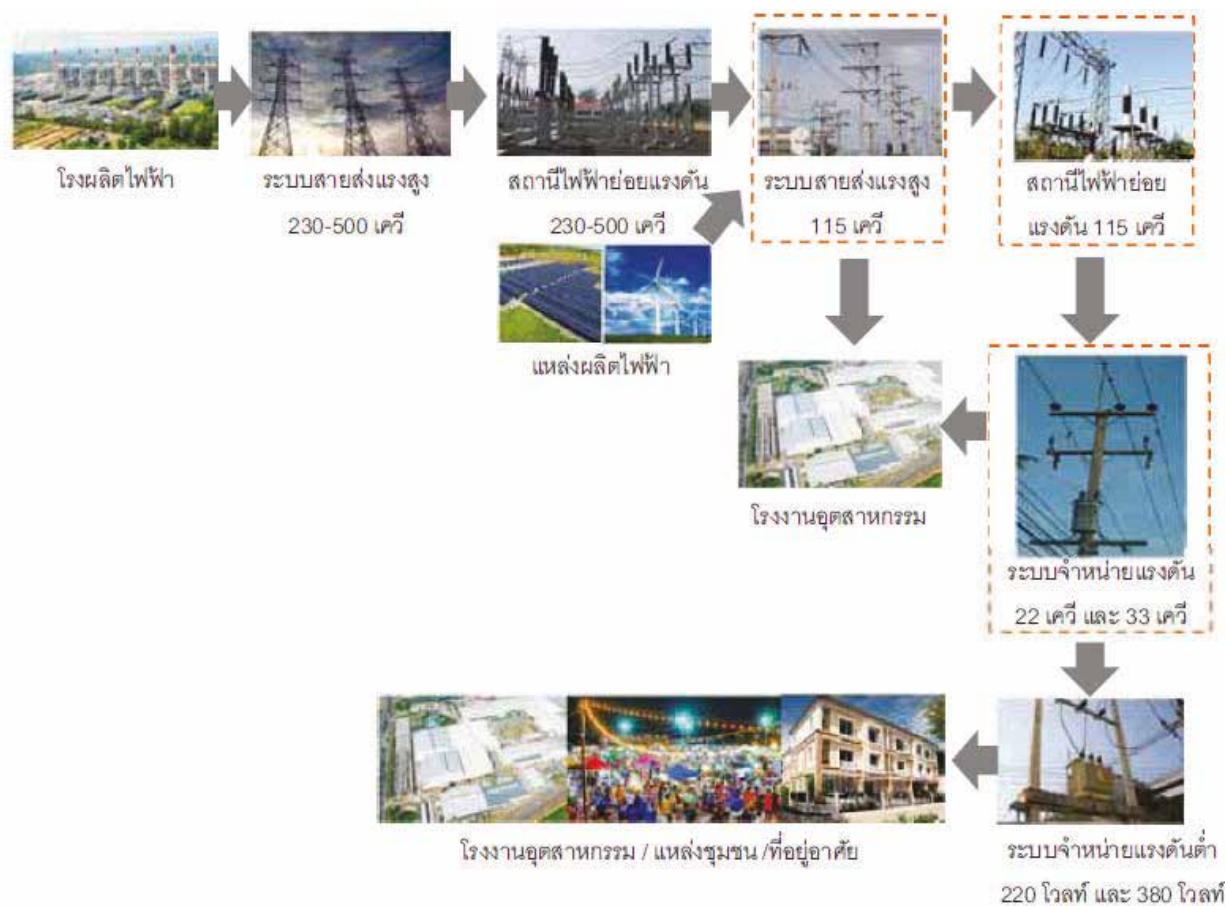 โรงผลิตไฟฟ้า
ระบบสายส่งแรงสูง
230-500 เควี
สถานีไฟฟ้าย่อยแรงดัน
230-500 เควี
ระบบสายส่งแรงสูง
115 เควี
สถานีไฟฟ้าย่อย
แรงดัน 115 เควี
แหล่งผลิตไฟฟ้า
โรงงานอุตสาหกรรม
ระบบจำหน่ายแรงดัน
22 เควี และ 33 เควี
โรงงานอุตสาหกรรม / แหล่งชุมชน /ที่อยู่อาศัย
ระบบจำหน่ายแรงดันต่ำ
220 โวลท์ และ 380 โวลท์